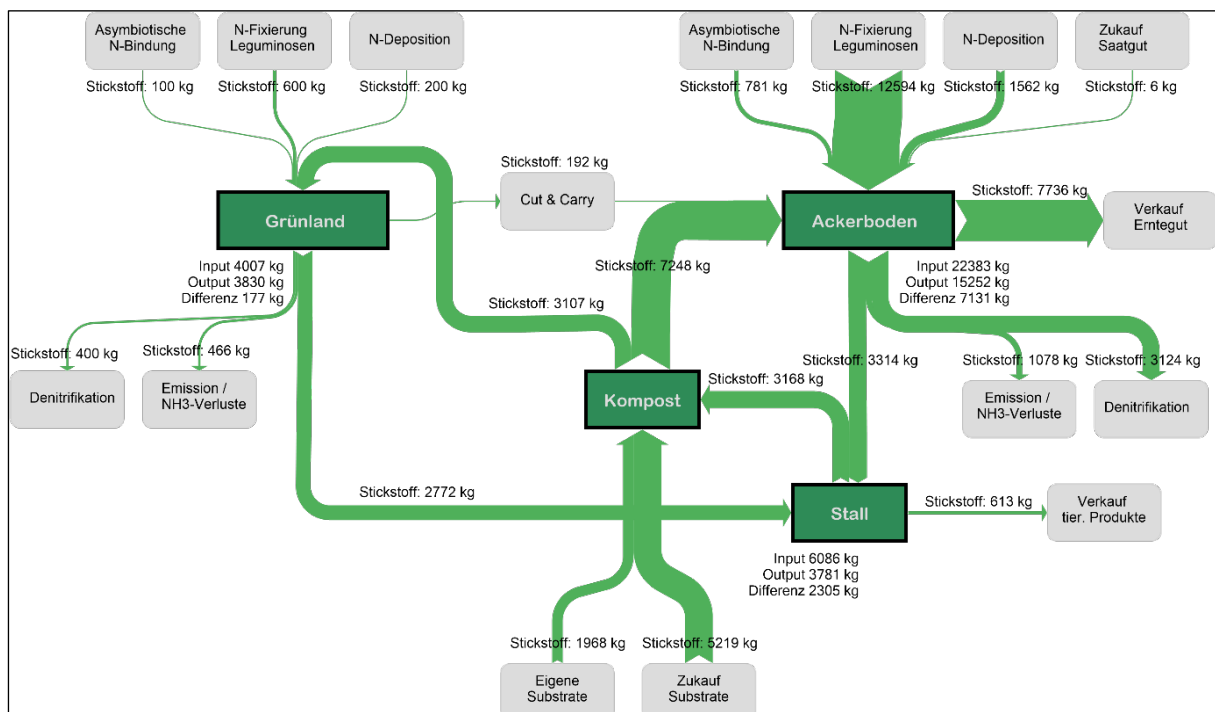 Asymbiotische
N-Bindung
N-Fixierung
Leguminosen
N-Deposition
Asymbiotische
N-Bindung
N-Fixierung
Leguminosen
N-Deposition
Zukauf
Saatgut
Stickstoff: 100 kg
Stickstoff: 600 kg
Stickstoff: 200 kg
Stickstoff: 781 kg
Stickstoff: 12594 kg
Stickstoff: 1562 kg
Stickstoff: 6 kg
Stickstoff: 192 kg
Cut & Carry
Grünland
Ackerboden
Stickstoff: 7736 kg
Verkauf
Erntegut
Input 4007 kg
Output 3830 kg
Differenz 177 kg
Stickstoff: 7248 kg
Input 22383 kg
Output 15252 kg
Differenz 7131 kg
Stickstoff: 3107 kg
Stickstoff: 400 kg
Stickstoff: 466 kg
Stickstoff: 3314 kg
Stickstoff: 1078 kg
Stickstoff: 3124 kg
Denitrifikation
Emission /
NH3-Verluste
Kompost
Stickstoff: 3168 kg
Emission /
NH3-Verluste
Denitrifikation
Stickstoff: 2772 kg
Stall
Stickstoff: 613 kg
Verkauf
tier. Produkte
Input 6086 kg
Output 3781 kg
Differenz 2305 kg
Stickstoff: 1968 kg
Stickstoff: 5219 kg
Eigene
Substrate
Zukauf
Substrate